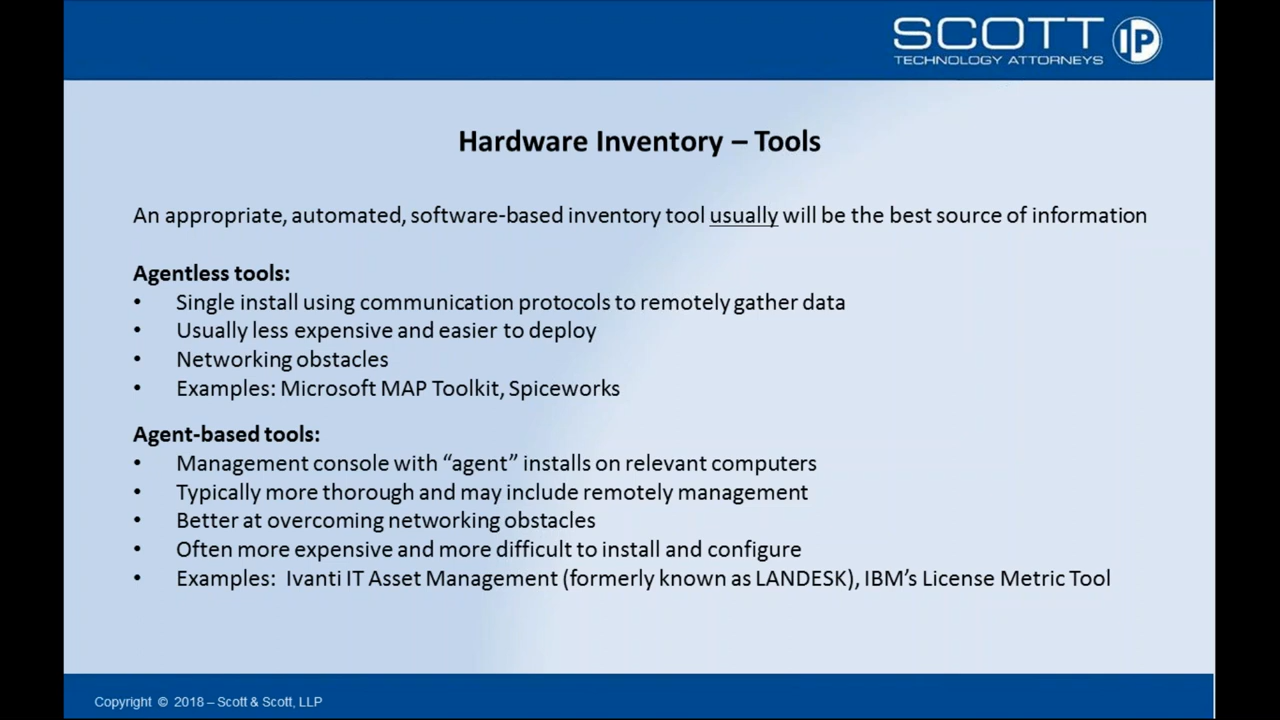 SCOTT IP
TECHNOLOGY ATTORNEYS
Hardware Inventory – Tools
An appropriate, automated, software-based inventory tool usually will be the best source of information
Agentless tools:
• Single install using communication protocols to remotely gather data
• Usually less expensive and easier to deploy
• Networking obstacles
• Examples: Microsoft MAP Toolkit, Spiceworks
Agent-based tools:
• Management console with “agent” installs on relevant computers
• Typically more thorough and may include remotely management
• Better at overcoming networking obstacles
• Often more expensive and more difficult to install and configure
• Examples:  Ivanti IT Asset Management (formerly known as LANDESK), IBM’s License Metric Tool
Copyright © 2018 – Scott & Scott, LLP